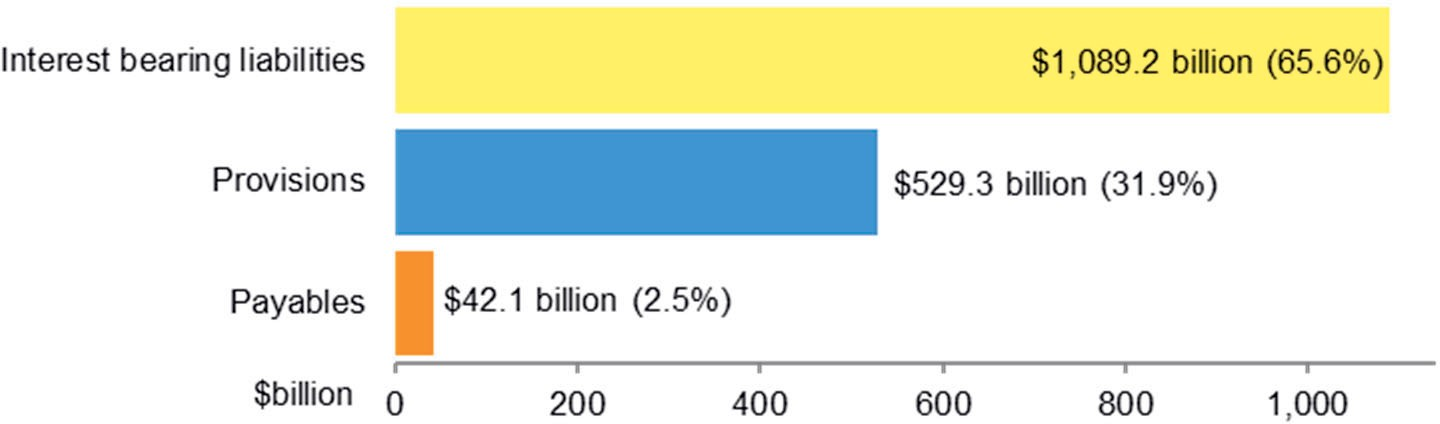 Interest bearing liabilities
$1,089.2 billion (65.6%)
Provisions
$529.3 billion (31.9%)
Payables
$42.1 billion (2.5%)
$billion
0 200 400 600 800 1,000